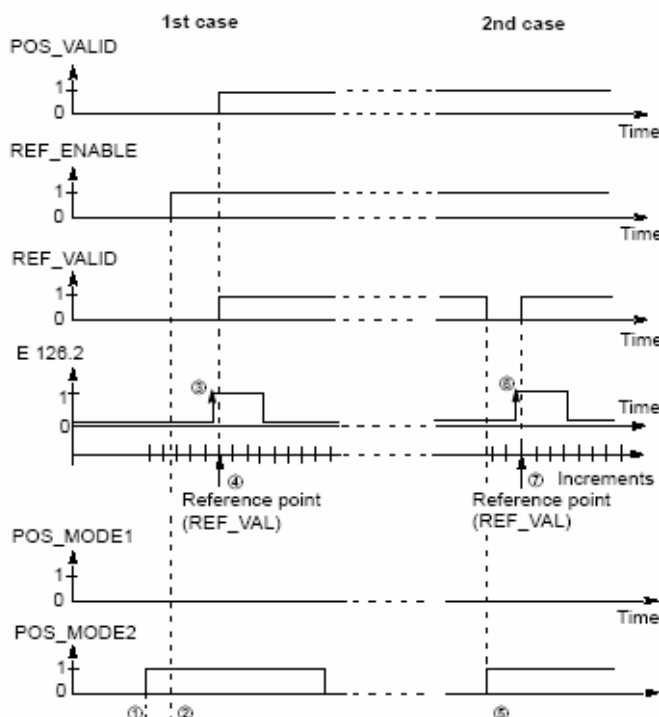 1st case 2nd case
POS_VALID
1
0
Time
REF_ENABLE
1
0
Time
REF_VALID
1
0
Time
E 126.2
③ ⑥
1
Time
0
④ ⑦ Increments
Reference point Reference point
(REF_VAL) (REF_VAL)
POS_MODE1
1
0
Time
POS_MODE2
1
0
Time
① ② ⑤